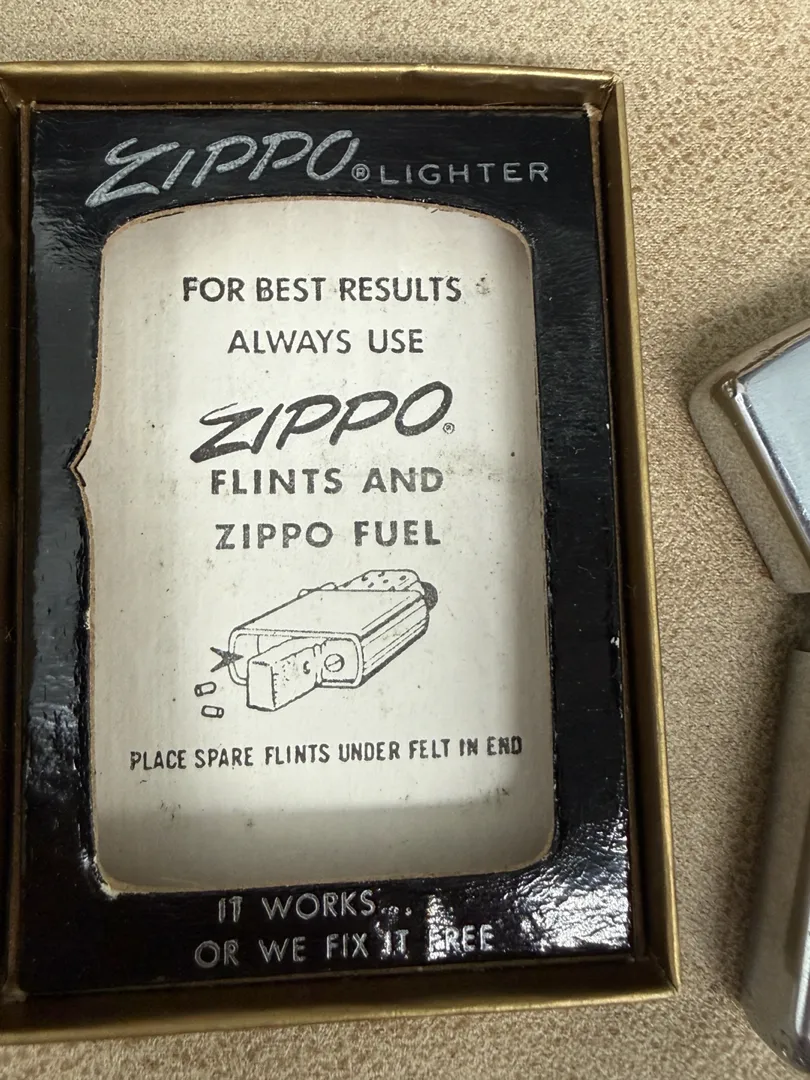 ZIPPO® LIGHTER
FOR BEST RESULTS
ALWAYS USE
ZIPPO®
FLINTS AND
ZIPPO FUEL
PLACE SPARE FLINTS UNDER FELT IN END
IT WORKS...
OR WE FIX IT FREE